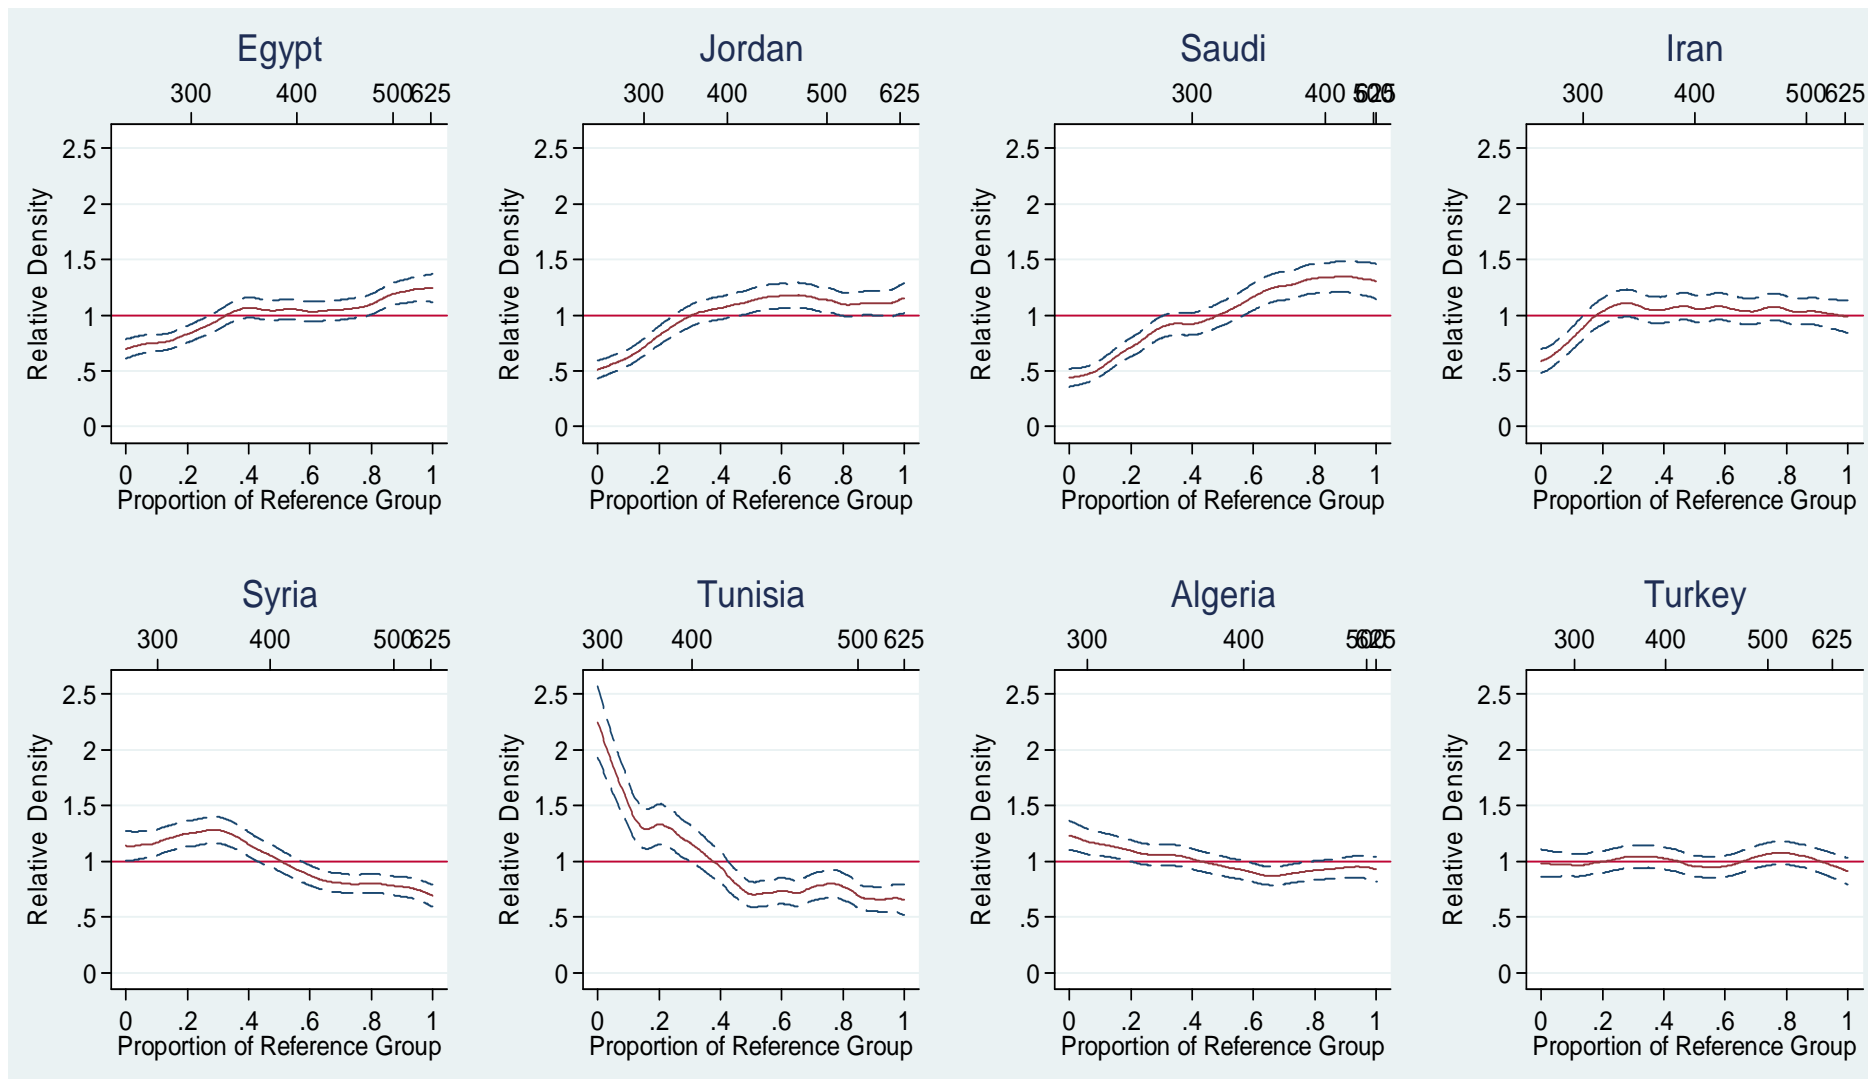 Egypt
300 400 500 625
Relative Density
2.5
2
1.5
1
.5
0
0 .2 .4 .6 .8 1
Proportion of Reference Group
Jordan
300 400 500 625
Relative Density
2.5
2
1.5
1
.5
0
0 .2 .4 .6 .8 1
Proportion of Reference Group
Saudi
300 400 500 625
Relative Density
2.5
2
1.5
1
.5
0
0 .2 .4 .6 .8 1
Proportion of Reference Group
Iran
300 400 500 625
Relative Density
2.5
2
1.5
1
.5
0
0 .2 .4 .6 .8 1
Proportion of Reference Group
Syria
300 400 500 625
Relative Density
2.5
2
1.5
1
.5
0
0 .2 .4 .6 .8 1
Proportion of Reference Group
Tunisia
300 400 500 625
Relative Density
2.5
2
1.5
1
.5
0
0 .2 .4 .6 .8 1
Proportion of Reference Group
Algeria
300 400 500 625
Relative Density
2.5
2
1.5
1
.5
0
0 .2 .4 .6 .8 1
Proportion of Reference Group
Turkey
300 400 500 625
Relative Density
2.5
2
1.5
1
.5
0
0 .2 .4 .6 .8 1
Proportion of Reference Group